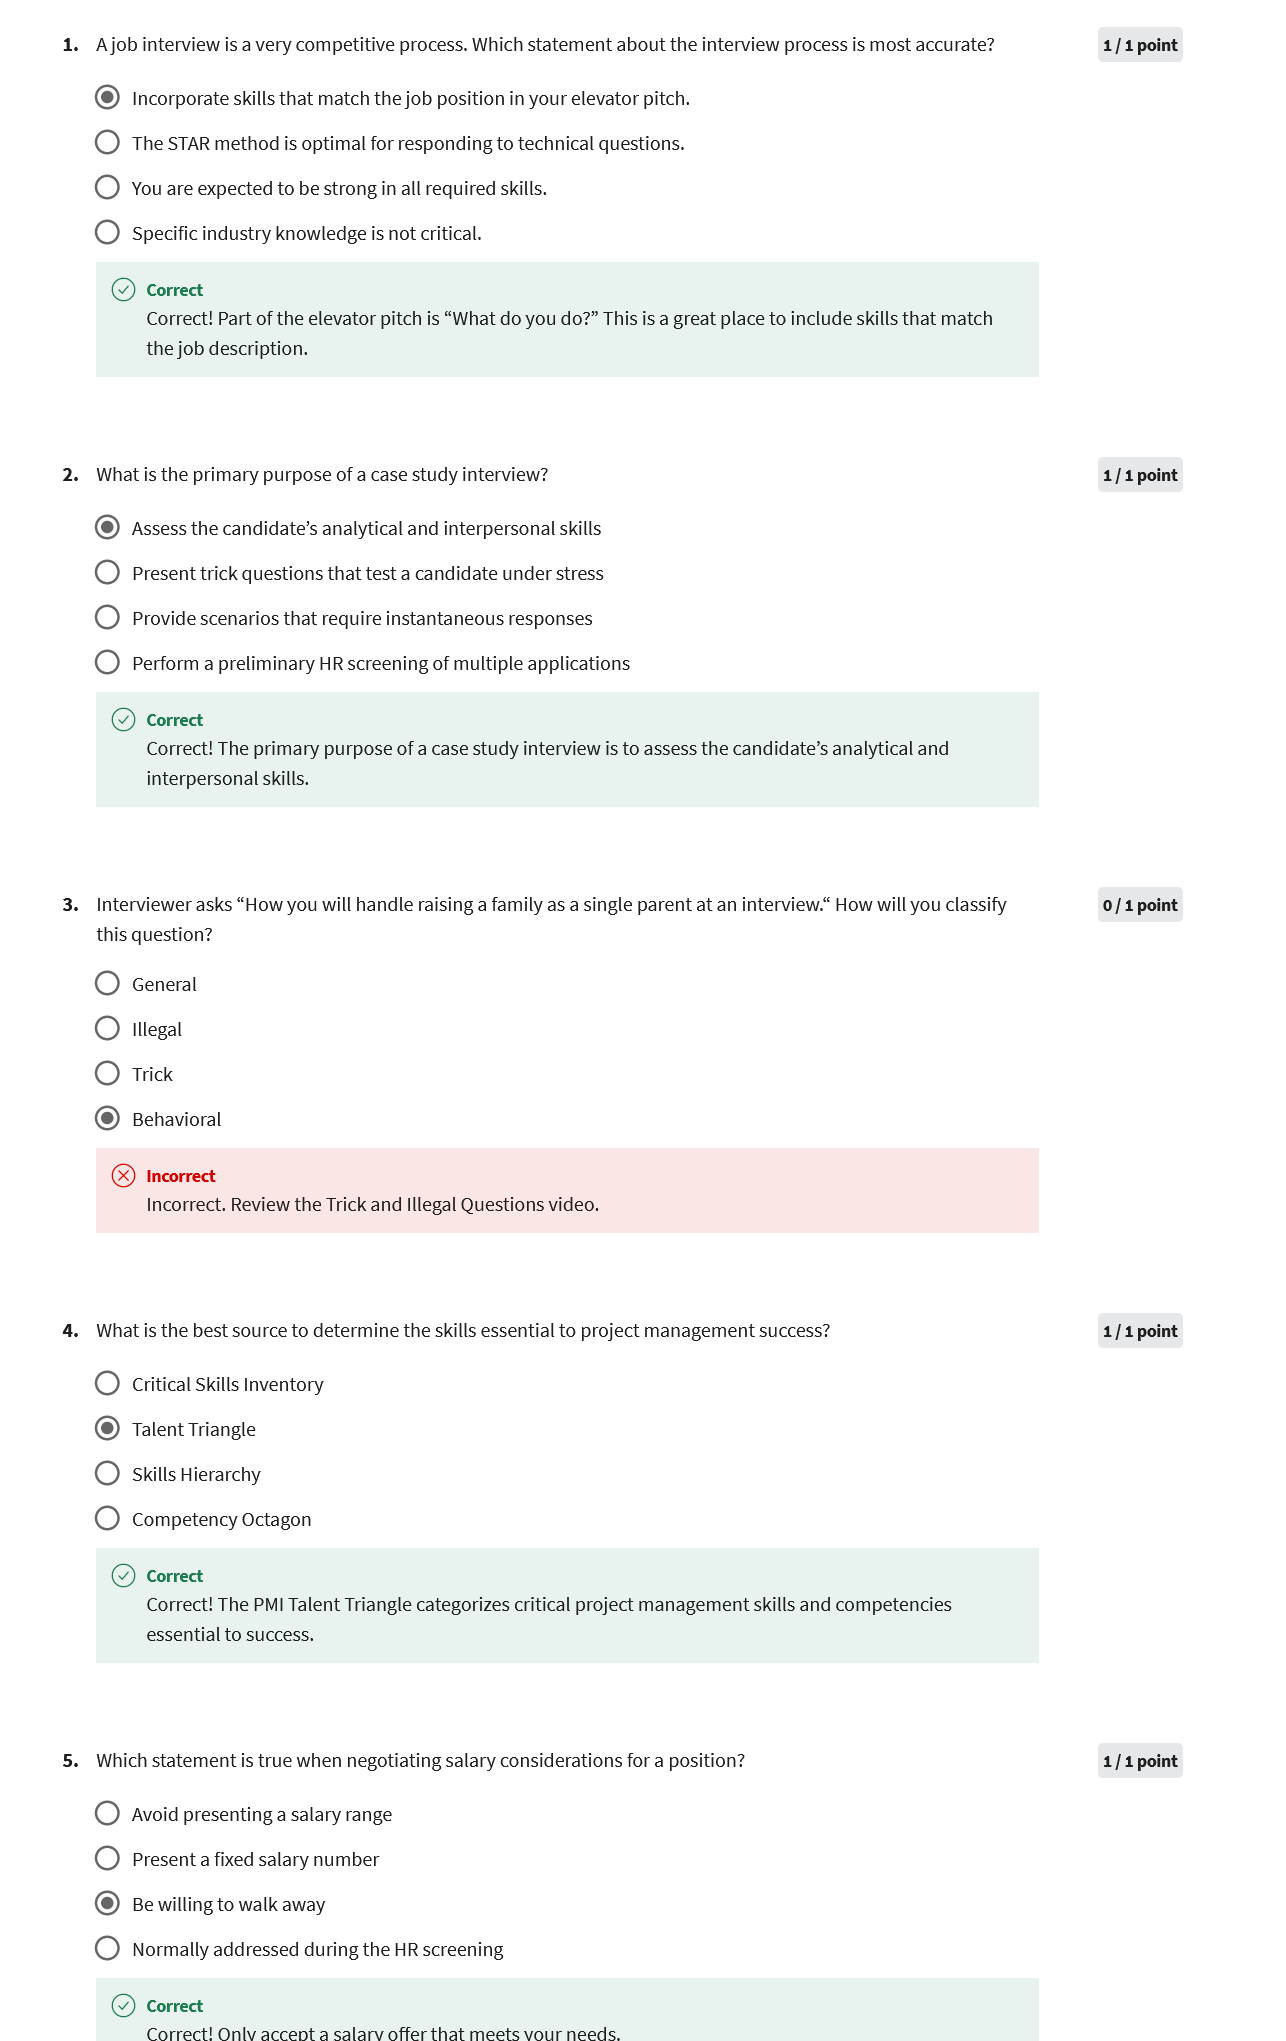 1. A job interview is a very competitive process. Which statement about the interview process is most accurate?
1 / 1 point
Incorporate skills that match the job position in your elevator pitch.
The STAR method is optimal for responding to technical questions.
You are expected to be strong in all required skills.
Specific industry knowledge is not critical.
Correct
Correct! Part of the elevator pitch is “What do you do?” This is a great place to include skills that match
the job description.
2. What is the primary purpose of a case study interview?
1 / 1 point
Assess the candidate’s analytical and interpersonal skills
Present trick questions that test a candidate under stress
Provide scenarios that require instantaneous responses
Perform a preliminary HR screening of multiple applications
Correct
Correct! The primary purpose of a case study interview is to assess the candidate’s analytical and
interpersonal skills.
3. Interviewer asks “How you will handle raising a family as a single parent at an interview.“ How will you classify
this question?
0 / 1 point
General
Illegal
Trick
Behavioral
Incorrect
Incorrect. Review the Trick and Illegal Questions video.
4. What is the best source to determine the skills essential to project management success?
1 / 1 point
Critical Skills Inventory
Talent Triangle
Skills Hierarchy
Competency Octagon
Correct
Correct! The PMI Talent Triangle categorizes critical project management skills and competencies
essential to success.
5. Which statement is true when negotiating salary considerations for a position?
1 / 1 point
Avoid presenting a salary range
Present a fixed salary number
Be willing to walk away
Normally addressed during the HR screening
Correct
Correct! Only accept a salary offer that meets your needs.